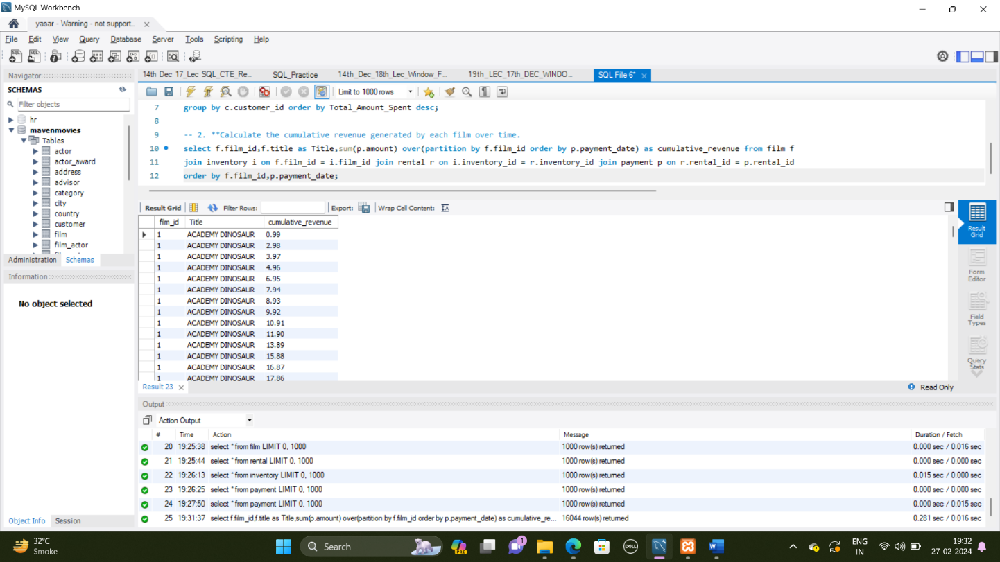 MySQL Workbench
yasar - Warning - not support...
File Edit View Query Database Server Tools Scripting Help
Navigator
SCHEMAS
Filter objects
hr
mavenmovies
Tables
actor
actor_award
address
advisor
category
city
country
customer
film
film_actor
Administration Schemas
Information
No object selected
Object Info Session
14th Dec 17_Lec SQL_CTE_Re... SQL_Practice 14th_Dec_18th_Lec_Window_F... 19th_LEC_17th_DEC_WINDO... SQL File 6*
Limit to 1000 rows
7 group by c.customer_id order by Total_Amount_Spent desc;
8
9 -- 2. **Calculate the cumulative revenue generated by each film over time.
10 select f.film_id,f.title as Title,sum(p.amount) over(partition by f.film_id order by p.payment_date) as cumulative_revenue from film f
11 join inventory i on f.film_id = i.film_id join rental r on i.inventory_id = r.inventory_id join payment p on r.rental_id = p.rental_id
12 order by f.film_id,p.payment_date;
Result Grid Filter Rows: Export: Wrap Cell Content:
film_id Title cumulative_revenue
1 ACADEMY DINOSAUR 0.99
1 ACADEMY DINOSAUR 2.98
1 ACADEMY DINOSAUR 3.97
1 ACADEMY DINOSAUR 4.96
1 ACADEMY DINOSAUR 6.95
1 ACADEMY DINOSAUR 7.94
1 ACADEMY DINOSAUR 8.93
1 ACADEMY DINOSAUR 9.92
1 ACADEMY DINOSAUR 10.91
1 ACADEMY DINOSAUR 11.90
1 ACADEMY DINOSAUR 13.89
1 ACADEMY DINOSAUR 15.88
1 ACADEMY DINOSAUR 16.87
1 ACADEMY DINOSAUR 17.86
Result
Grid
Form
Editor
Field
Types
Query
Stats
Result 23
Read Only
Output
Action Output
# Time Action Message Duration / Fetch
20 19:25:38 select * from film LIMIT 0, 1000 1000 row(s) returned 0.000 sec / 0.016 sec
21 19:25:44 select * from rental LIMIT 0, 1000 1000 row(s) returned 0.000 sec / 0.000 sec
22 19:26:13 select * from inventory LIMIT 0, 1000 1000 row(s) returned 0.015 sec / 0.000 sec
23 19:26:25 select * from payment LIMIT 0, 1000 1000 row(s) returned 0.000 sec / 0.000 sec
24 19:27:50 select * from payment LIMIT 0, 1000 1000 row(s) returned 0.000 sec / 0.015 sec
25 19:31:37 select f.film_id,f.title as Title,sum(p.amount) over(partition by f.film_id order by p.payment_date) as cumulative_re... 16044 row(s) returned 0.281 sec / 0.016 sec
32°C
Smoke
Search
PRE
1
DELL
ENG
IN
19:32
27-02-2024